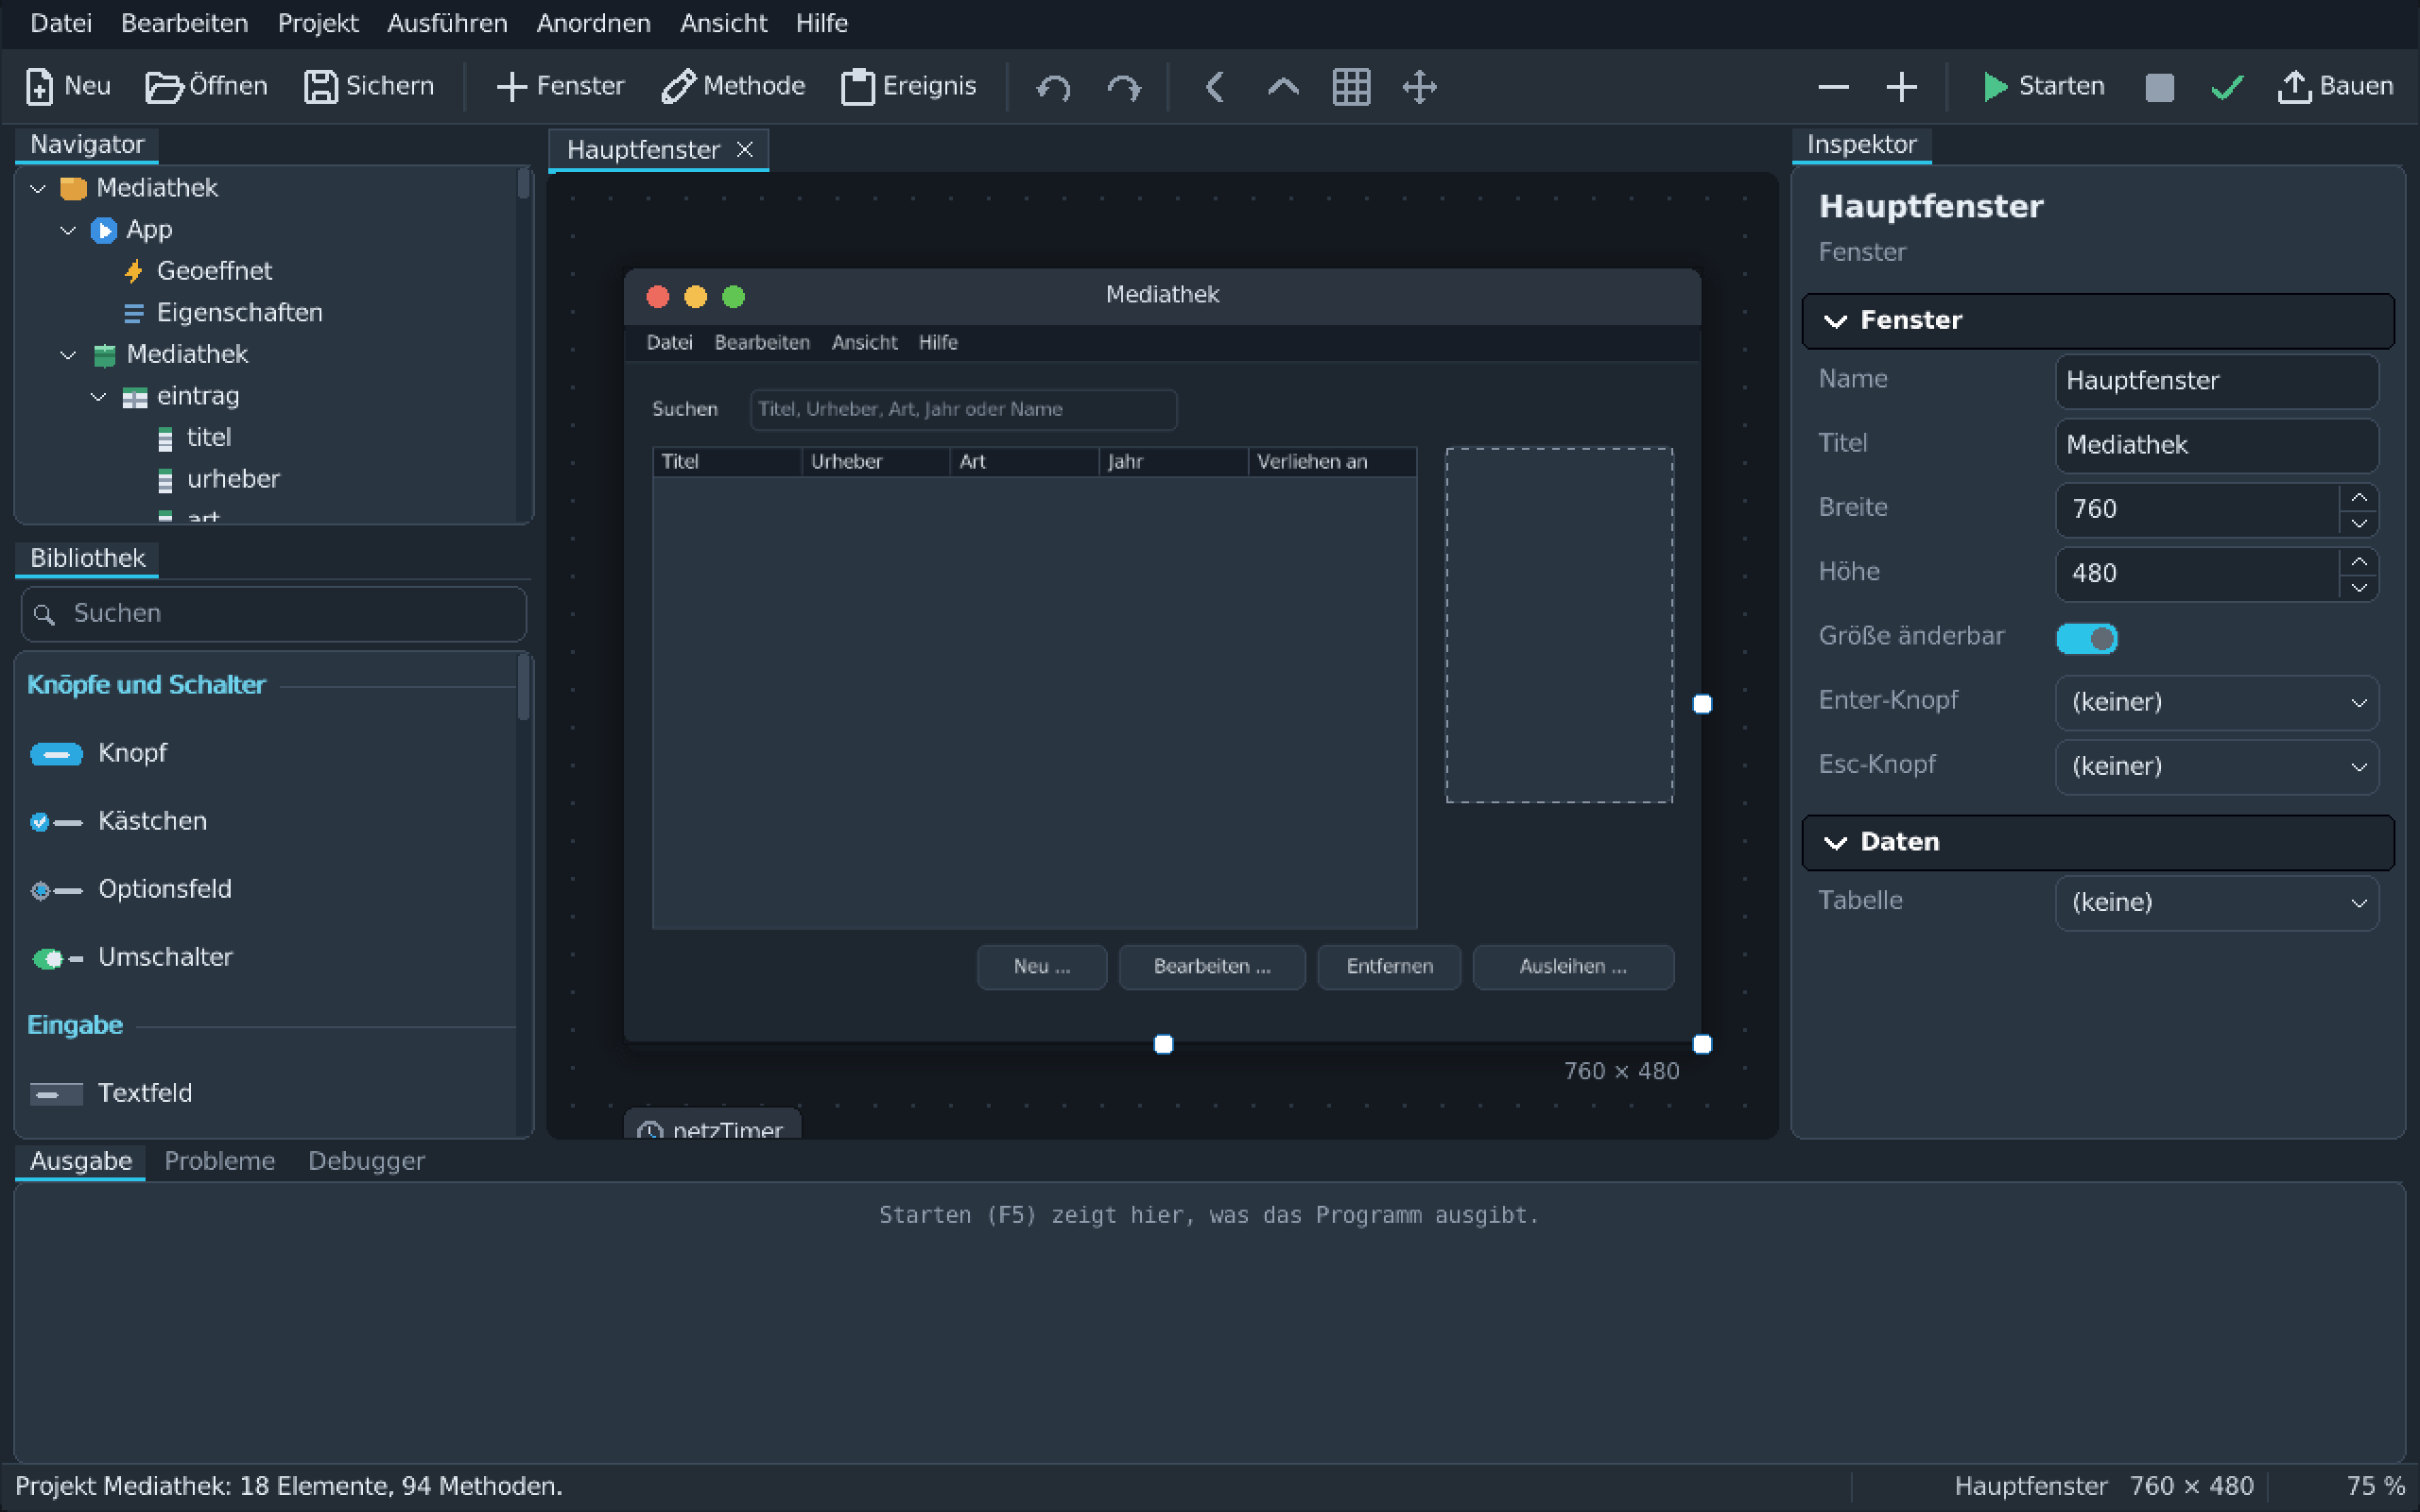 Datei Bearbeiten Projekt Ausführen Anordnen Ansicht Hilfe
Neu Öffnen Sichern Fenster Methode Ereignis Starten Bauen
Navigator
Mediathek
App
Geoeffnet
Eigenschaften
Mediathek
eintrag
titel
urheber
art
Bibliothek
Suchen
Knöpfe und Schalter
Knopf
Kästchen
Optionsfeld
Umschalter
Eingabe
Textfeld
Hauptfenster
Mediathek
Datei Bearbeiten Ansicht Hilfe
Suchen Titel, Urheber, Art, Jahr oder Name
Titel Urheber Art Jahr Verliehen an
Neu ... Bearbeiten ... Entfernen Ausleihen ...
760 × 480
netzTimer
Inspektor
Hauptfenster
Fenster
Fenster
Name Hauptfenster
Titel Mediathek
Breite 760
Höhe 480
Größe änderbar
Enter-Knopf (keiner)
Esc-Knopf (keiner)
Daten
Tabelle (keine)
Ausgabe Probleme Debugger
Starten (F5) zeigt hier, was das Programm ausgibt.
Projekt Mediathek: 18 Elemente, 94 Methoden. Hauptfenster 760 × 480 75 %